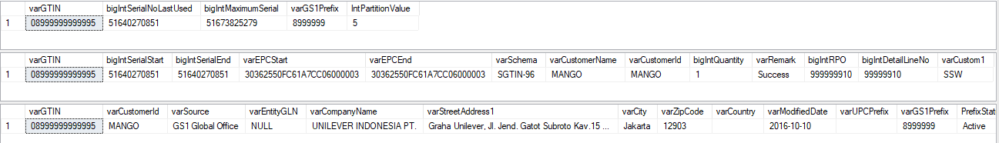 varGTIN bigIntSerialNoLastUsed bigIntMaximumSerial varGS1Prefix IntPartitionValue
1 08999999999995 51640270851 51673825279 8999999 5
varGTIN bigIntSerialStart bigIntSerialEnd varEPCStart varEPCEnd varSchema varCustomerName varCustomerId bigIntQuantity varRemark bigIntRPO bigIntDetailLineNo varCustom1
1 08999999999995 51640270851 51640270851 30362550FC61A7CC06000003 30362550FC61A7CC06000003 SGTIN-96 MANGO MANGO 1 Success 999999910 99999910 SSW
varGTIN varCustomerId varSource varEntityGLN varCompanyName varStreetAddress1 varCity varZipCode varCountry varModifiedDate varUPCPrefix varGS1Prefix PrefixStat
1 08999999999995 MANGO GS1 Global Office NULL UNILEVER INDONESIA PT. Graha Unilever, Jl. Jend. Gatot Subroto Kav.15 ... Jakarta 12903 2016-10-10 8999999 Active